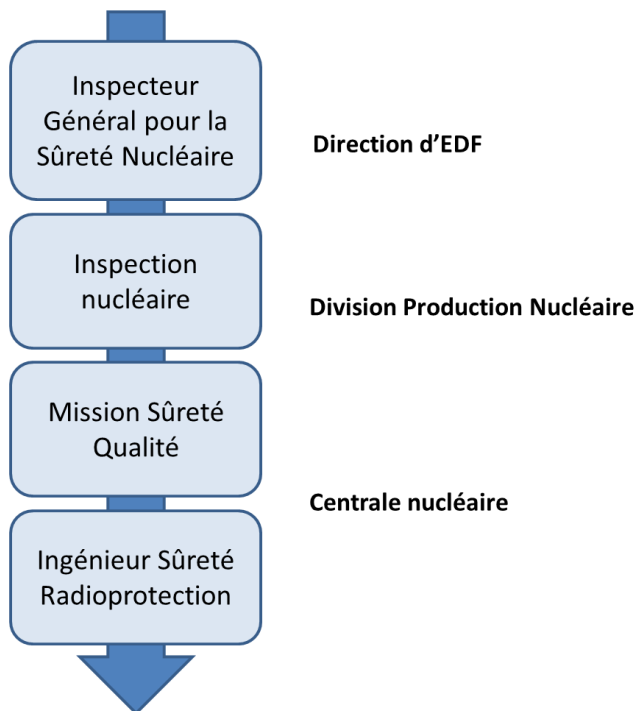 Inspecteur
Général pour la
Sûreté Nucléaire
Direction d’EDF
Inspection
nucléaire
Division Production Nucléaire
Mission Sûreté
Qualité
Centrale nucléaire
Ingénieur Sûreté
Radioprotection